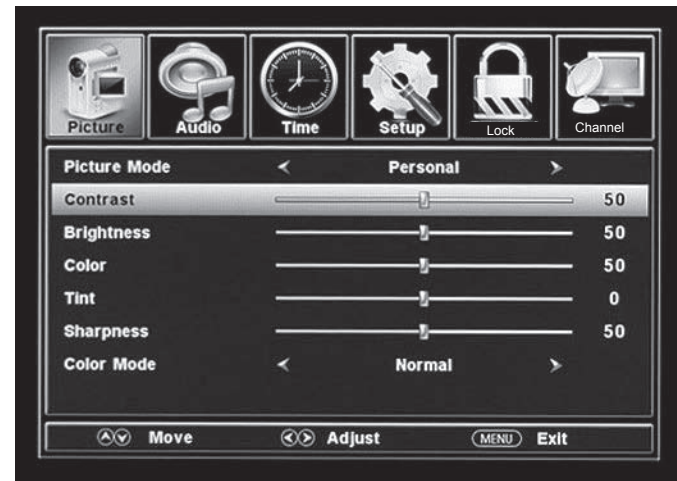 Picture Audio Time Setup Lock Channel
Picture Mode Personal
Contrast 50
Brightness 50
Color 50
Tint 0
Sharpness 50
Color Mode Normal
Move Adjust MENU Exit